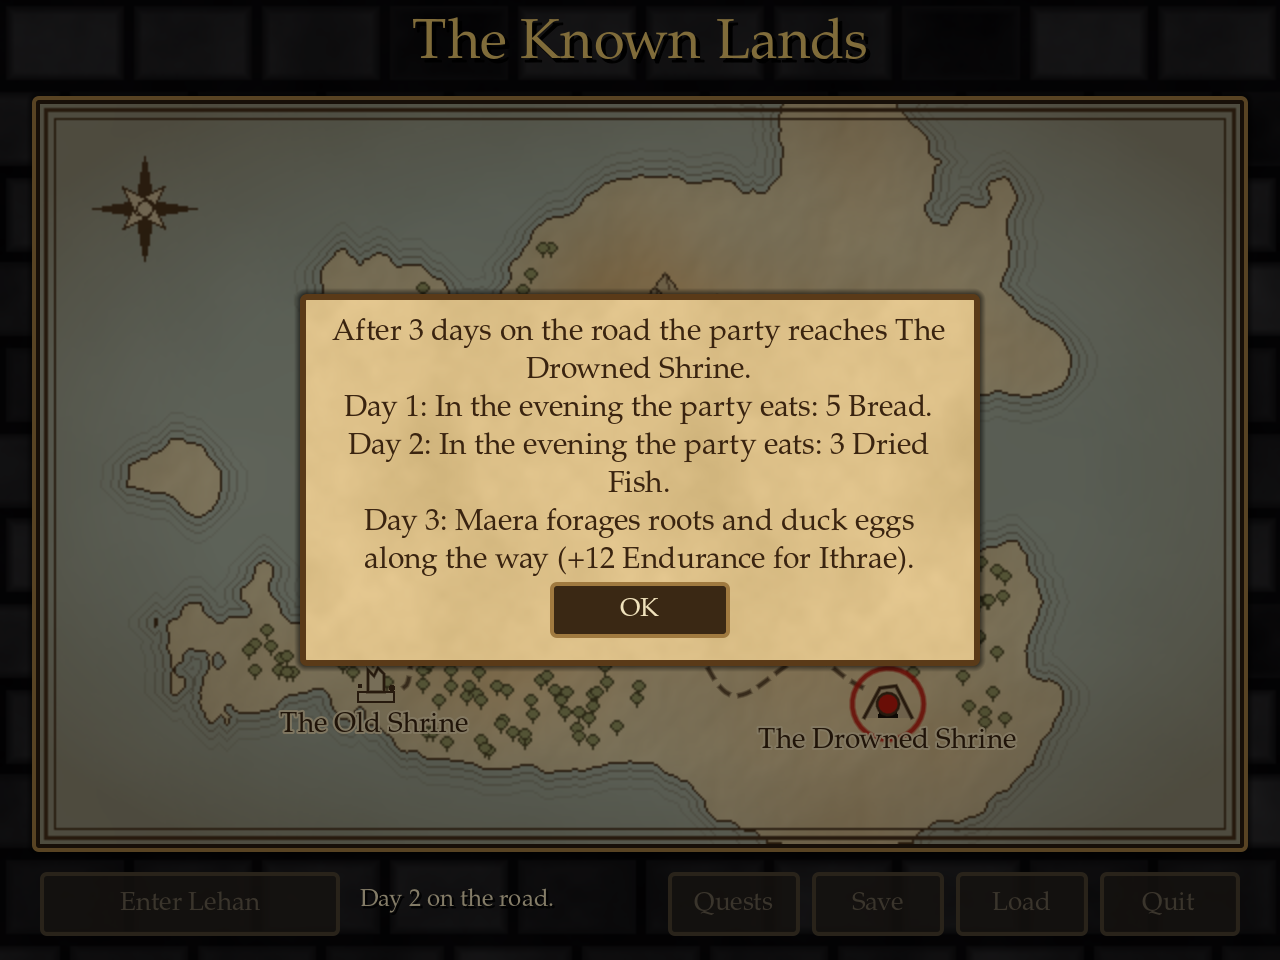 The Known Lands
After 3 days on the road the party reaches The
Drowned Shrine.
Day 1: In the evening the party eats: 5 Bread.
Day 2: In the evening the party eats: 3 Dried
Fish.
Day 3: Maera forages roots and duck eggs
along the way (+12 Endurance for Ithrae).
OK
The Old Shrine
The Drowned Shrine
Enter Lehan
Day 2 on the road.
Quests
Save
Load
Quit